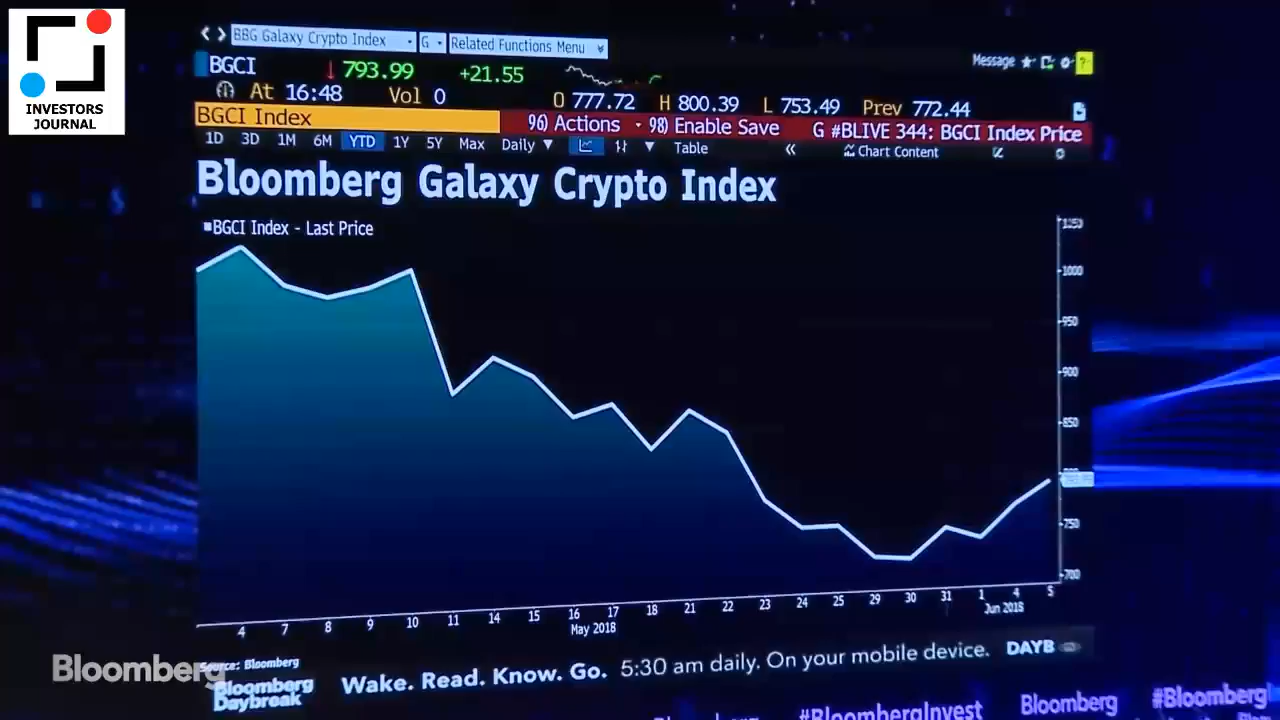 INVESTORS
JOURNAL
BBG Galaxy Crypto Index
G
Related Functions Menu
BGCI
↓793.99
+21.55
Message
At 16:48
Vol 0
O 777.72
H 800.39
L 753.49
Prev 772.44
BGCI Index
96) Actions
98) Enable Save
G #BLIVE 344: BGCI Index Price
1D 3D 1M 6M YTD 1Y 5Y Max Daily ▼
Table
«
Chart Content
Bloomberg Galaxy Crypto Index
BGCI Index - Last Price
1000
950
900
850
750
700
4 7 8 9 10 11 14 15 16 17 18 21 22 23 24 25 29 30 31 1 4 5
May 2018
Jun 2018
Source: Bloomberg
Bloomberg
Bloomberg
Daybreak
Wake. Read. Know. Go. 5:30 am daily. On your mobile device.
DAYB
#BloombergInvest
Bloomberg
#Bloomberg